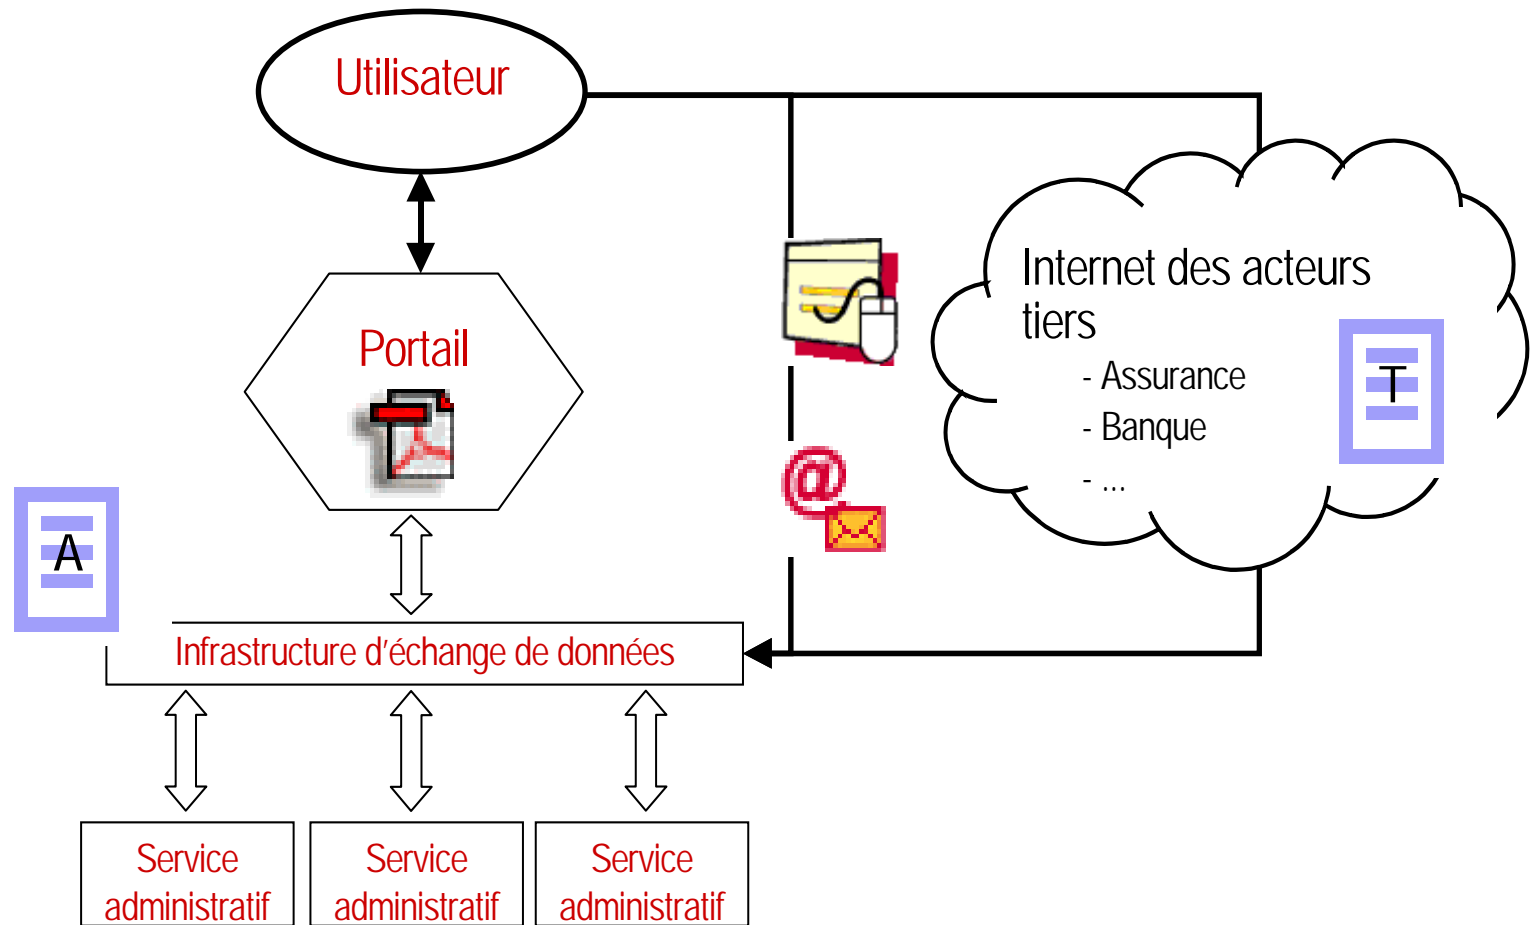 Utilisateur
Portail
Internet des acteurs
tiers
- Assurance
- Banque
- ...
T
@
A
Infrastructure d'échange de données
Service
administratif
Service
administratif
Service
administratif